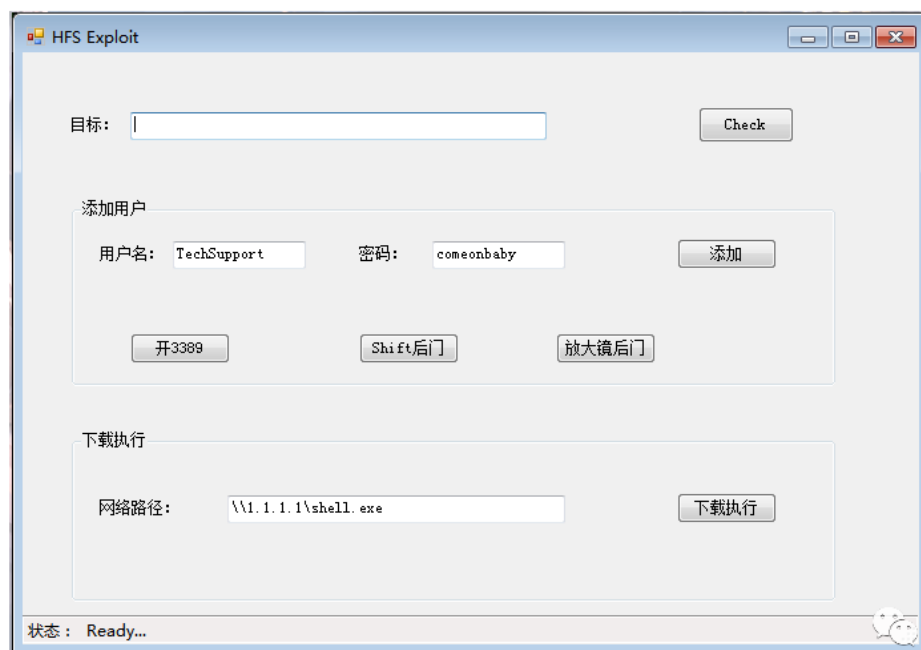 HFS Exploit
目标： Check
添加用户
用户名： TechSupport 密码： comeonbaby 添加
开3389 Shift后门 放大镜后门
下载执行
网络路径： \\1.1.1.1\shell.exe 下载执行
状态： Ready...